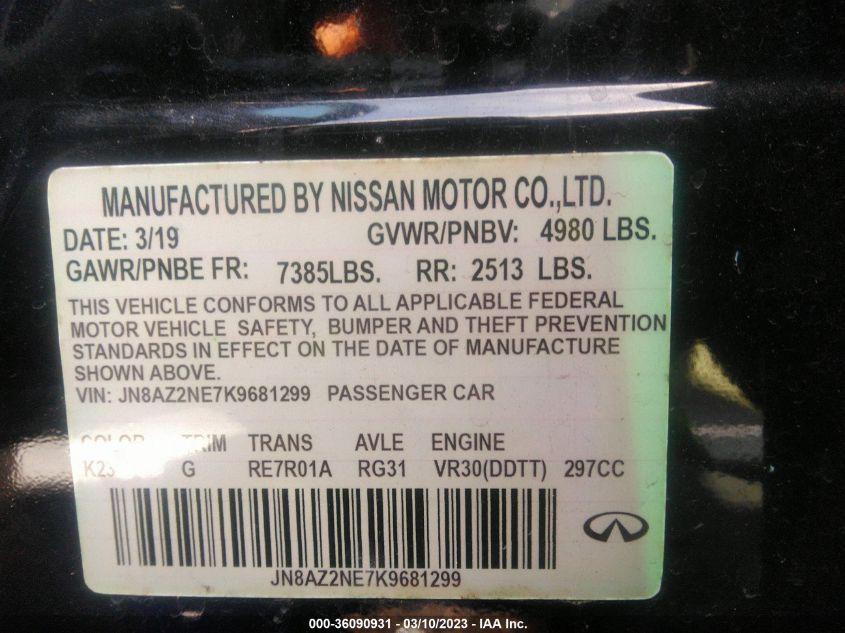 MANUFACTURED BY NISSAN MOTOR CO.,LTD.
DATE: 3/19 GVWR/PNBV: 4980 LBS.
GAWR/PNBE FR: 7385LBS. RR: 2513 LBS.
THIS VEHICLE CONFORMS TO ALL APPLICABLE FEDERAL
MOTOR VEHICLE SAFETY, BUMPER AND THEFT PREVENTION
STANDARDS IN EFFECT ON THE DATE OF MANUFACTURE
SHOWN ABOVE.
VIN: JN8AZ2NE7K9681299 PASSENGER CAR
COLOR TRIM TRANS AVLE ENGINE
G RE7R01A RG31 VR30(DDTT) 297CC
JN8AZ2NE7K9681299
000-36090931 - 03/10/2023 - IAA Inc.